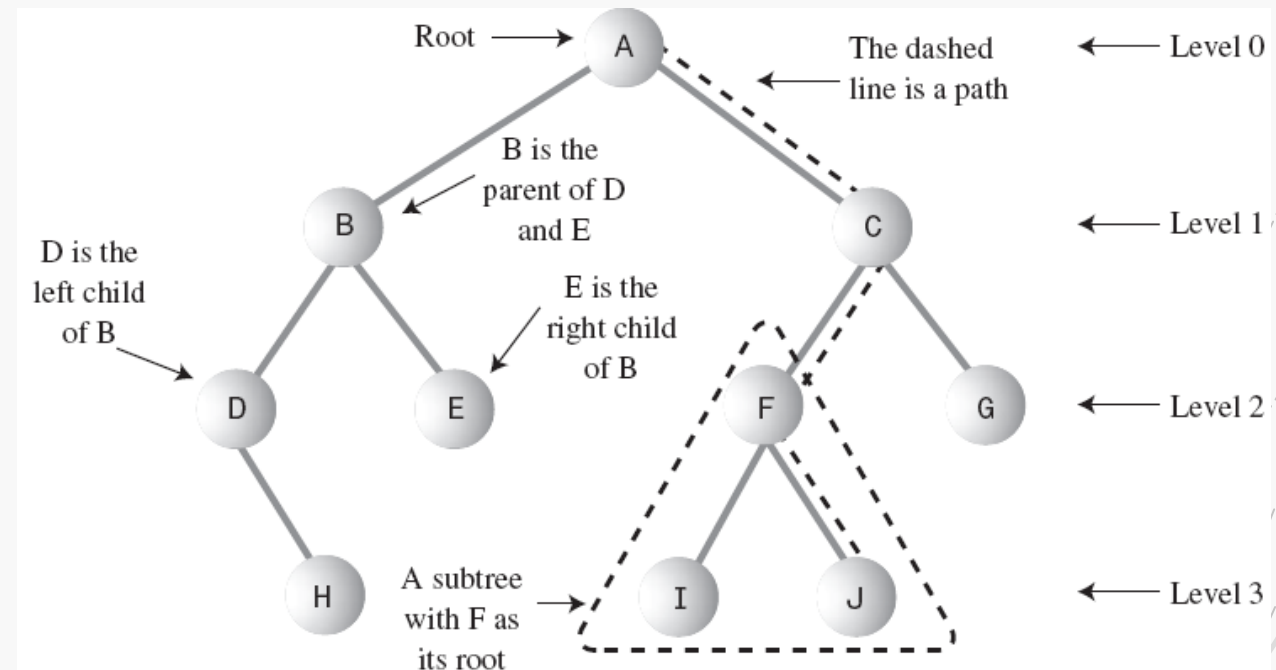 Root
A
The dashed
line is a path
Level 0
B is the
parent of D
and E
B
C
Level 1
D is the
left child
of B
E is the
right child
of B
D
E
F
G
Level 2
H
A subtree
with F as
its root
I
J
Level 3